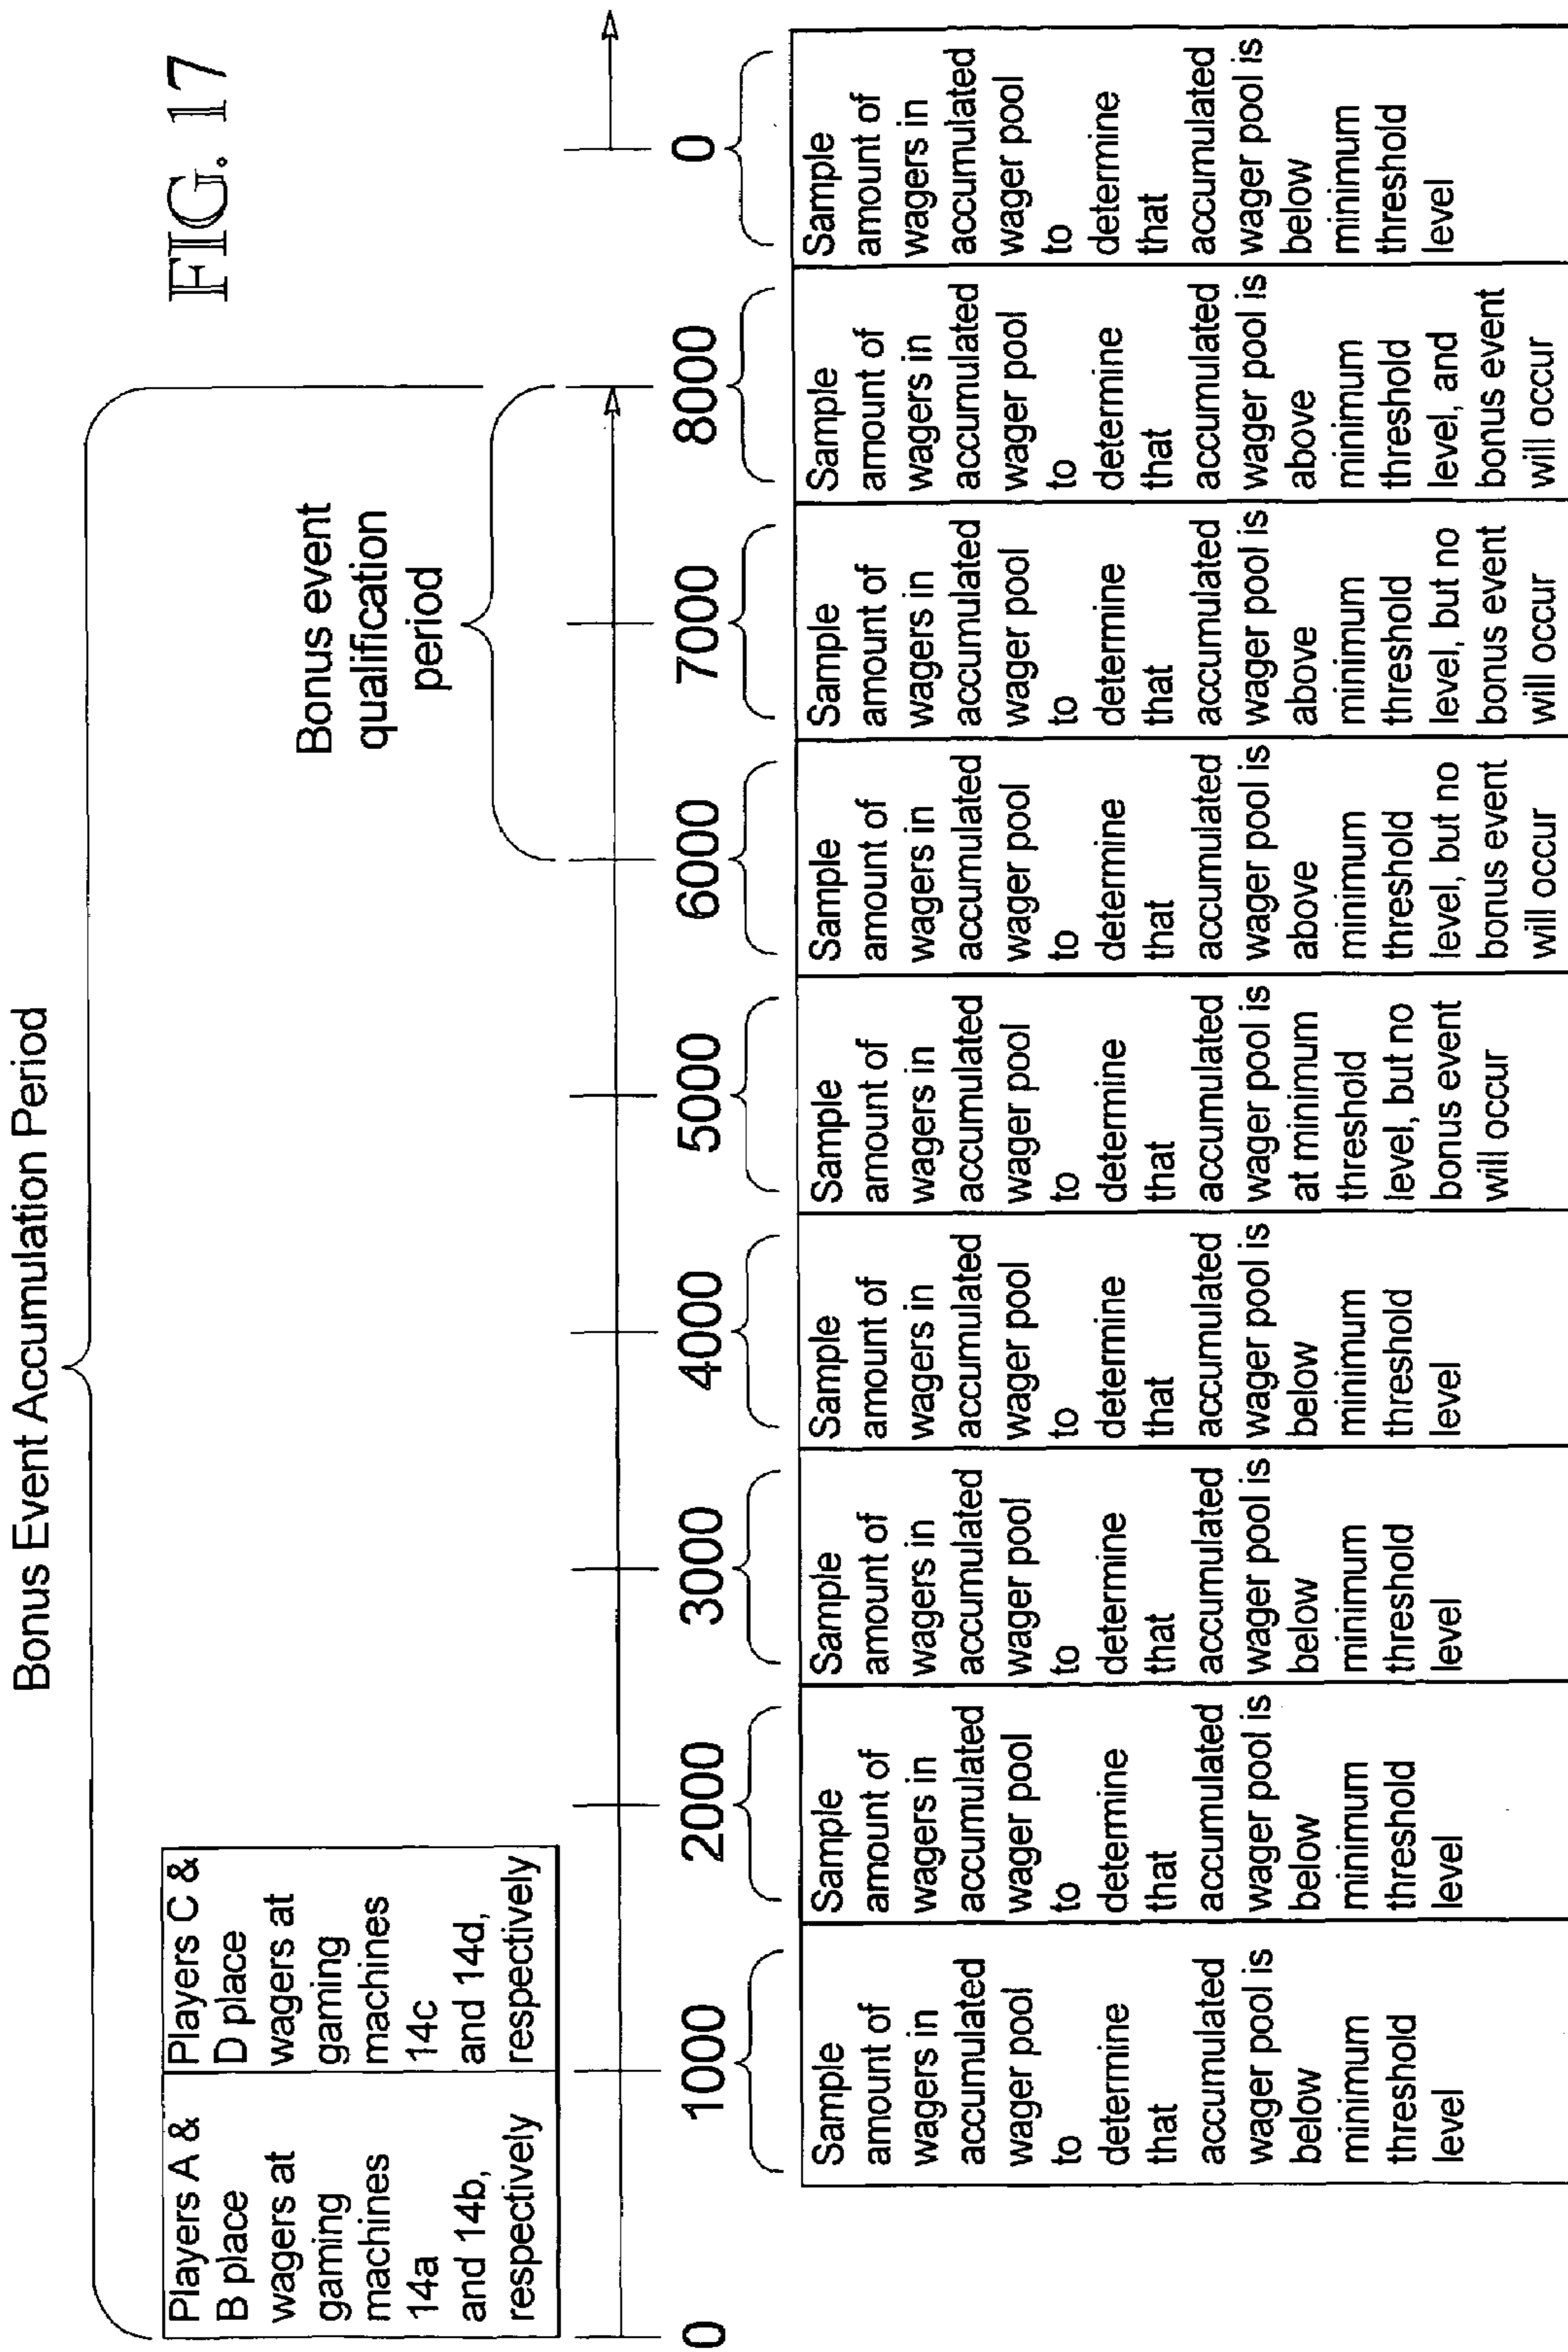 FIG. 17
Bonus Event Accumulation Period
Bonus event
qualification
period
Players A &
B place
wagers at
gaming
machines
14a
and 14b,
respectively
Players C &
D place
wagers at
gaming
machines
14c
and 14d,
respectively
0
1000
2000
3000
4000
5000
6000
7000
8000
0
Sample
amount of
wagers in
accumulated
wager pool
to
determine
that
accumulated
wager pool is
below
minimum
threshold
level
Sample
amount of
wagers in
accumulated
wager pool
to
determine
that
accumulated
wager pool is
below
minimum
threshold
level
Sample
amount of
wagers in
accumulated
wager pool
to
determine
that
accumulated
wager pool is
below
minimum
threshold
level
Sample
amount of
wagers in
accumulated
wager pool
to
determine
that
accumulated
wager pool is
below
minimum
threshold
level
Sample
amount of
wagers in
accumulated
wager pool
to
determine
that
accumulated
wager pool is
at minimum
threshold
level, but no
bonus event
will occur
Sample
amount of
wagers in
accumulated
wager pool
to
determine
that
accumulated
wager pool is
above
minimum
threshold
level, but no
bonus event
will occur
Sample
amount of
wagers in
accumulated
wager pool
to
determine
that
accumulated
wager pool is
above
minimum
threshold
level, but no
bonus event
will occur
Sample
amount of
wagers in
accumulated
wager pool
to
determine
that
accumulated
wager pool is
above
minimum
threshold
level, and
bonus event
will occur
Sample
amount of
wagers in
accumulated
wager pool
to
determine
that
accumulated
wager pool is
below
minimum
threshold
level